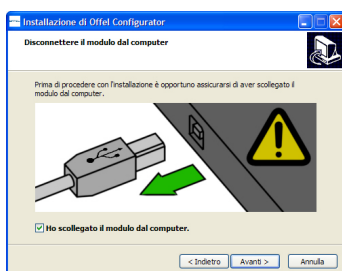 Installazione di Offel Configurator
Disconnettere il modulo dal computer
Prima di procedere con l'installazione è opportuno assicurarsi di aver scollegato il
modulo dal computer.
Ho scollegato il modulo dal computer.
< Indietro
Avanti >
Annulla